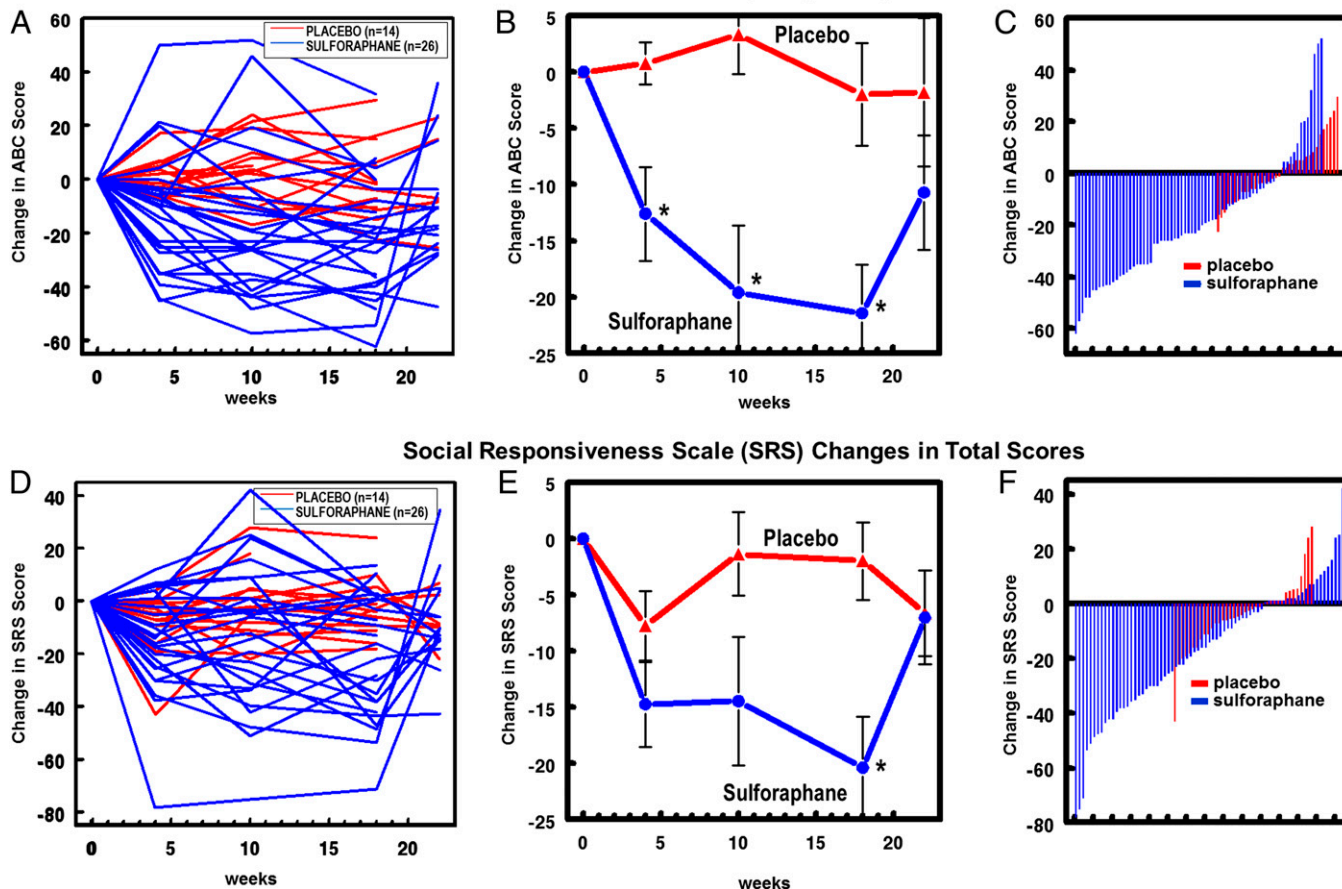 A
Change in ABC Score
60
40
20
0
-20
-40
-60
PLACEBO (n=14)
SULFORAPHANE (n=26)
0 5 10 15 20
weeks
B
Change in ABC Score
5
0
-5
-10
-15
-20
-25
Placebo
*
*
*
Sulforaphane
0 5 10 15 20
weeks
C
Change in ABC Score
60
40
20
0
-20
-40
-60
placebo
sulforaphane
Social Responsiveness Scale (SRS) Changes in Total Scores
D
Change in SRS Score
40
20
0
-20
-40
-60
-80
PLACEBO (n=14)
SULFORAPHANE (n=26)
0 5 10 15 20
weeks
E
Change in SRS Score
5
0
-5
-10
-15
-20
-25
Placebo
*
Sulforaphane
0 5 10 15 20
weeks
F
Change in SRS Score
40
20
0
-20
-40
-60
-80
placebo
sulforaphane